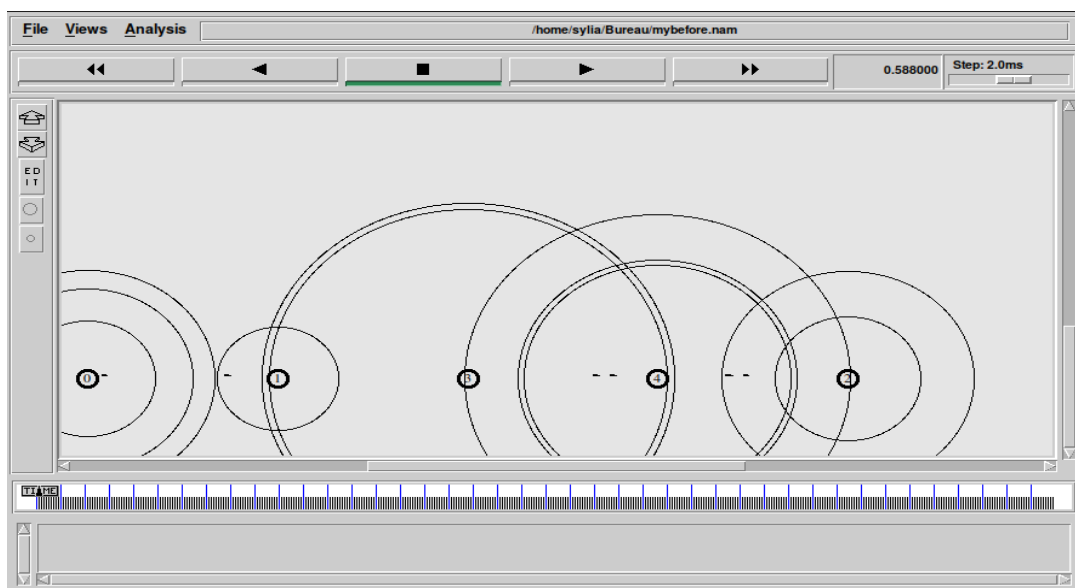 File Views Analysis /home/sylia/Bureau/mybefore.nam
0.588000 Step: 2.0ms
E D
I T
0 1 3 4 2
TIME